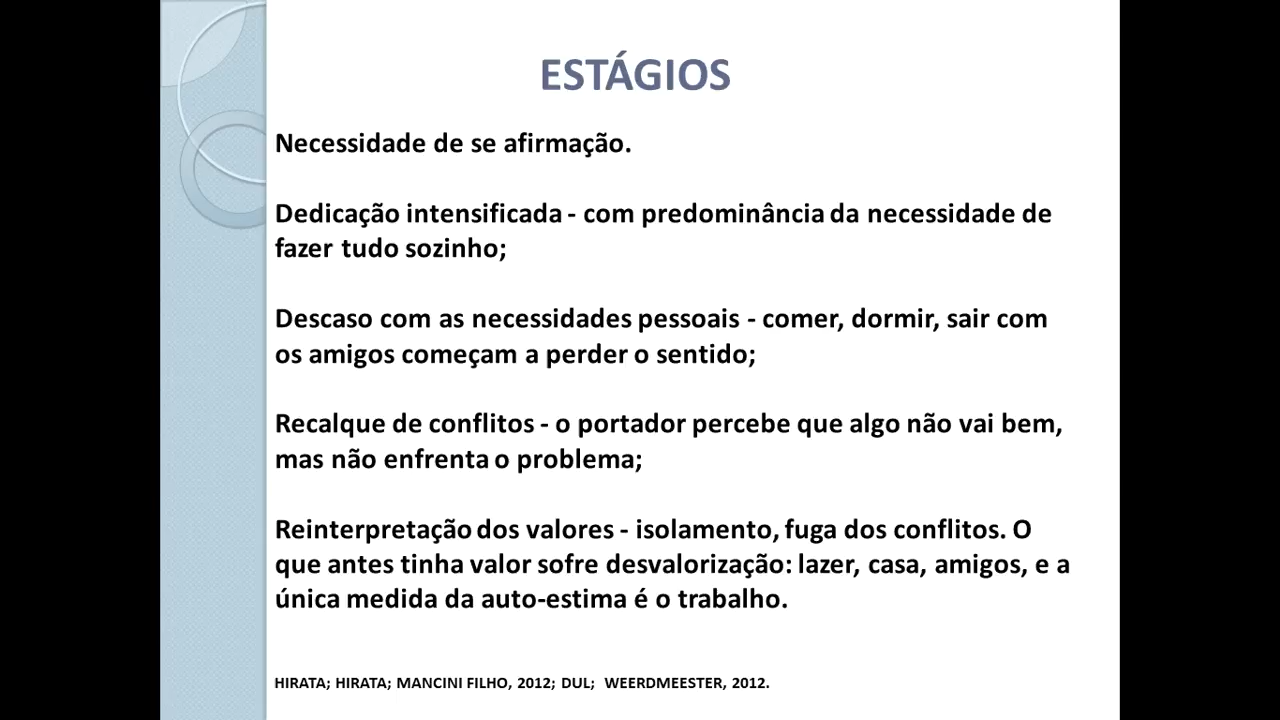 ESTÁGIOS
Necessidade de se afirmação.
Dedicação intensificada - com predominância da necessidade de
fazer tudo sozinho;
Descaso com as necessidades pessoais - comer, dormir, sair com
os amigos começam a perder o sentido;
Recalque de conflitos - o portador percebe que algo não vai bem,
mas não enfrenta o problema;
Reinterpretação dos valores - isolamento, fuga dos conflitos. O
que antes tinha valor sofre desvalorização: lazer, casa, amigos, e a
única medida da auto-estima é o trabalho.
HIRATA; HIRATA; MANCINI FILHO, 2012; DUL; WEERDMEESTER, 2012.